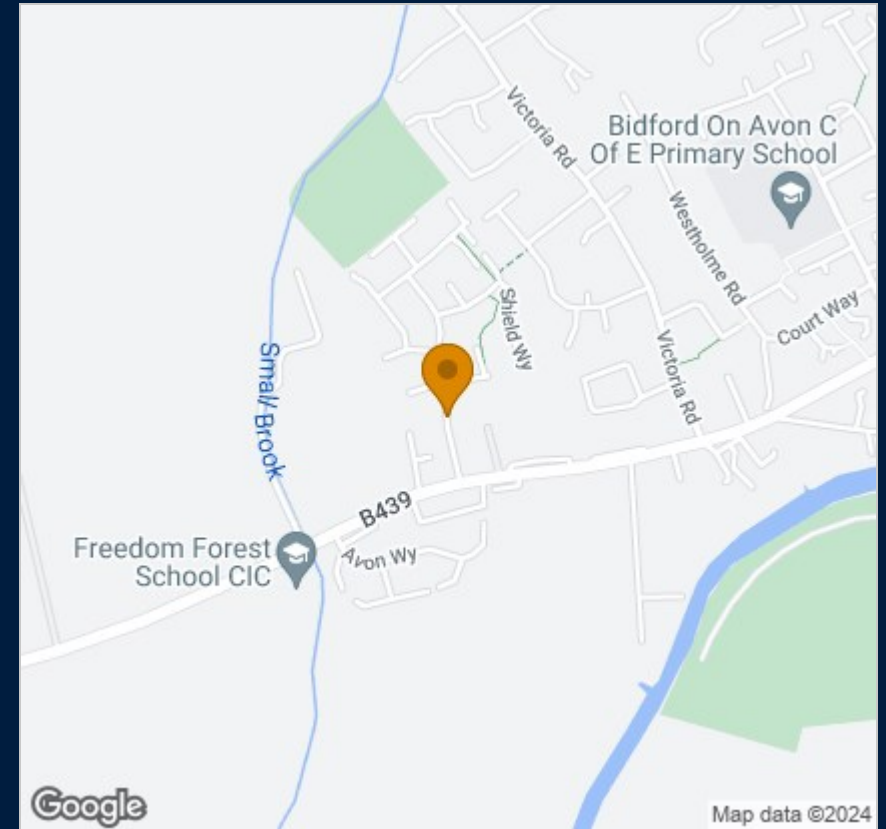 Victoria Rd
Bidford On Avon C
Of E Primary School
Westholme Rd
Shield Wy
Court Way
Small Brook
Victoria Rd
B439
Freedom Forest
School CIC
Avon Wy
Google
Map data ©2024